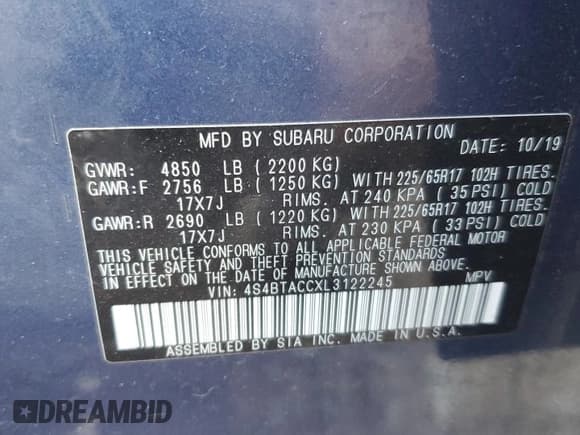 MFD BY SUBARU CORPORATION DATE: 10/19
GVWR: 4850 LB (2200 KG)
GAWR:F 2756 LB (1250 KG) WITH 225/65R17 102H TIRES.
17X7J RIMS. AT 240 KPA (35 PSI) COLD
GAWR:R 2690 LB (1220 KG) WITH 225/65R17 102H TIRES.
17X7J RIMS. AT 230 KPA (33 PSI) COLD
THIS VEHICLE CONFORMS TO ALL APPLICABLE FEDERAL MOTOR
VEHICLE SAFETY AND THEFT PREVENTION STANDARDS IN
EFFECT ON THE DATE OF MANUFACTURE SHOWN ABOVE.
VIN: 4S4BTACCXL3122245 MPV
ASSEMBLED BY SIA INC. MADE IN U.S.A.
DREAMBID